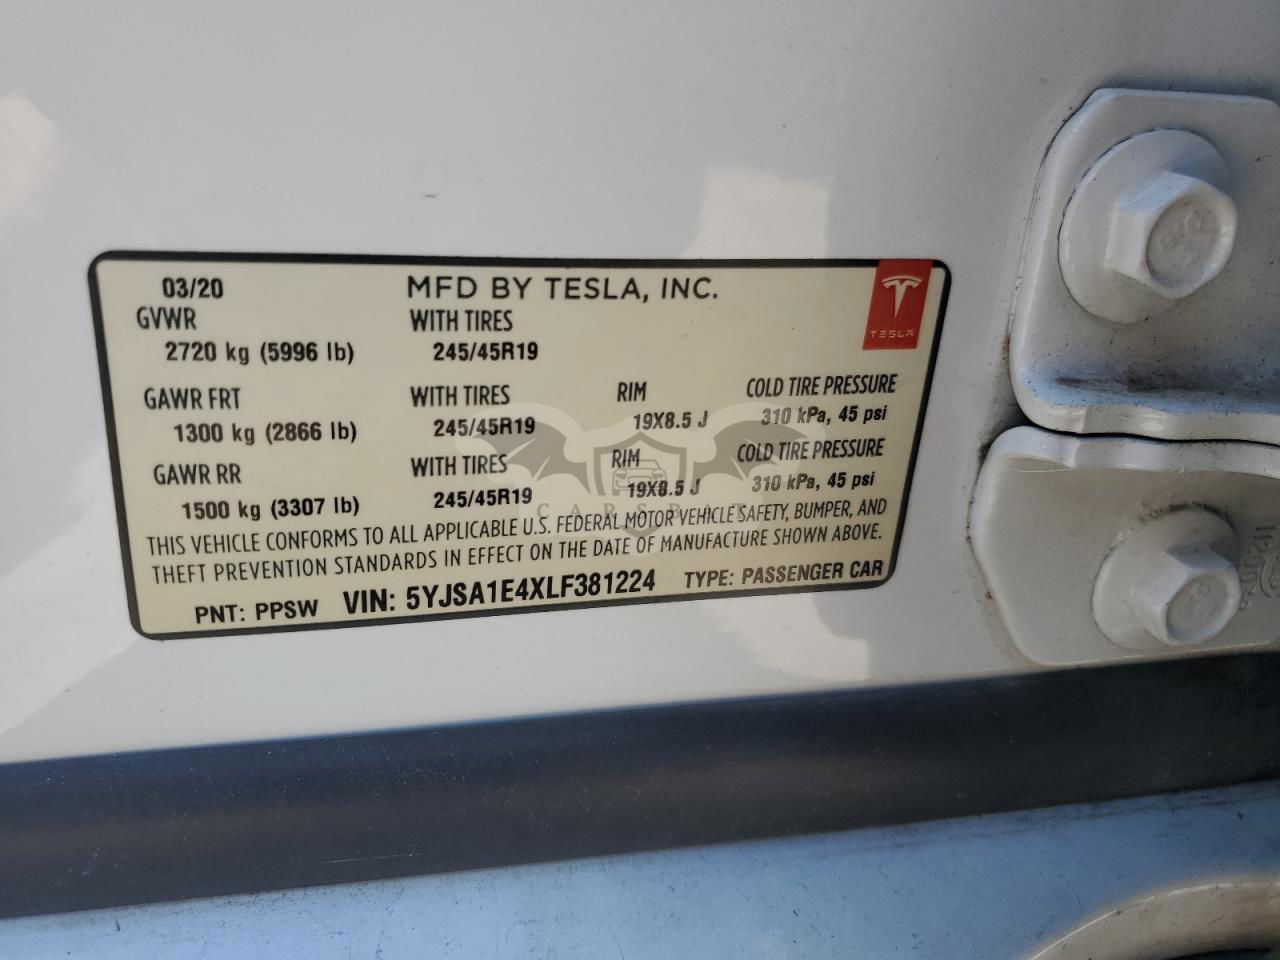 03/20 MFD BY TESLA, INC.
TESLA
GVWR WITH TIRES
2720 kg (5996 lb) 245/45R19
GAWR FRT WITH TIRES RIM COLD TIRE PRESSURE
1300 kg (2866 lb) 245/45R19 19X8.5 J 310 kPa, 45 psi
GAWR RR WITH TIRES RIM COLD TIRE PRESSURE
1500 kg (3307 lb) 245/45R19 19X8.5 J 310 kPa, 45 psi
THIS VEHICLE CONFORMS TO ALL APPLICABLE U.S. FEDERAL MOTOR VEHICLE SAFETY, BUMPER, AND
THEFT PREVENTION STANDARDS IN EFFECT ON THE DATE OF MANUFACTURE SHOWN ABOVE.
PNT: PPSW VIN: 5YJSA1E4XLF381224 TYPE: PASSENGER CAR